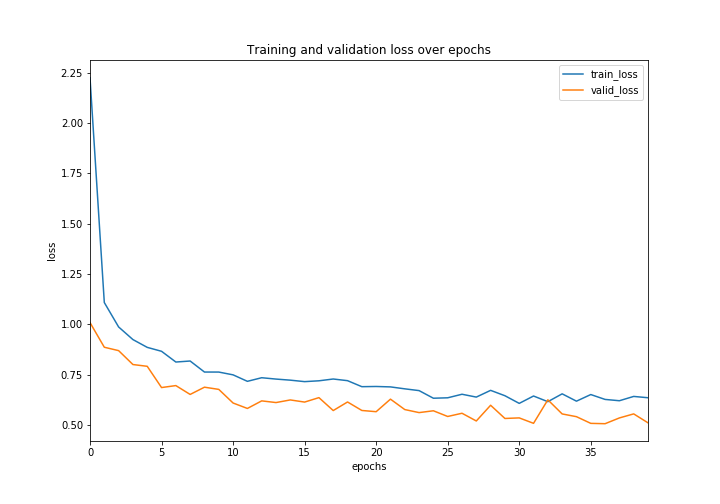 Training and validation loss over epochs
train_loss
valid_loss
2.25
2.00
1.75
1.50
1.25
1.00
0.75
0.50
loss
0 5 10 15 20 25 30 35
epochs